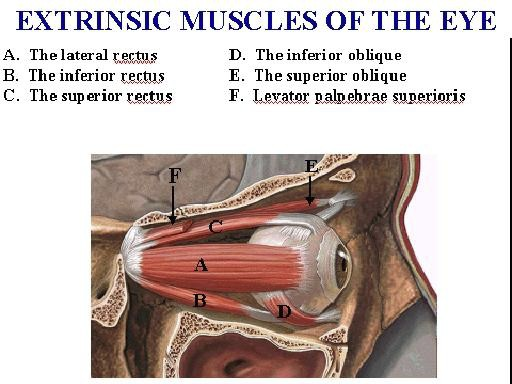 EXTRINSIC MUSCLES OF THE EYE
A. The lateral rectus
B. The inferior rectus
C. The superior rectus
D. The inferior oblique
E. The superior oblique
F. Levator palpebrae superioris
F
E
C
A
B
D